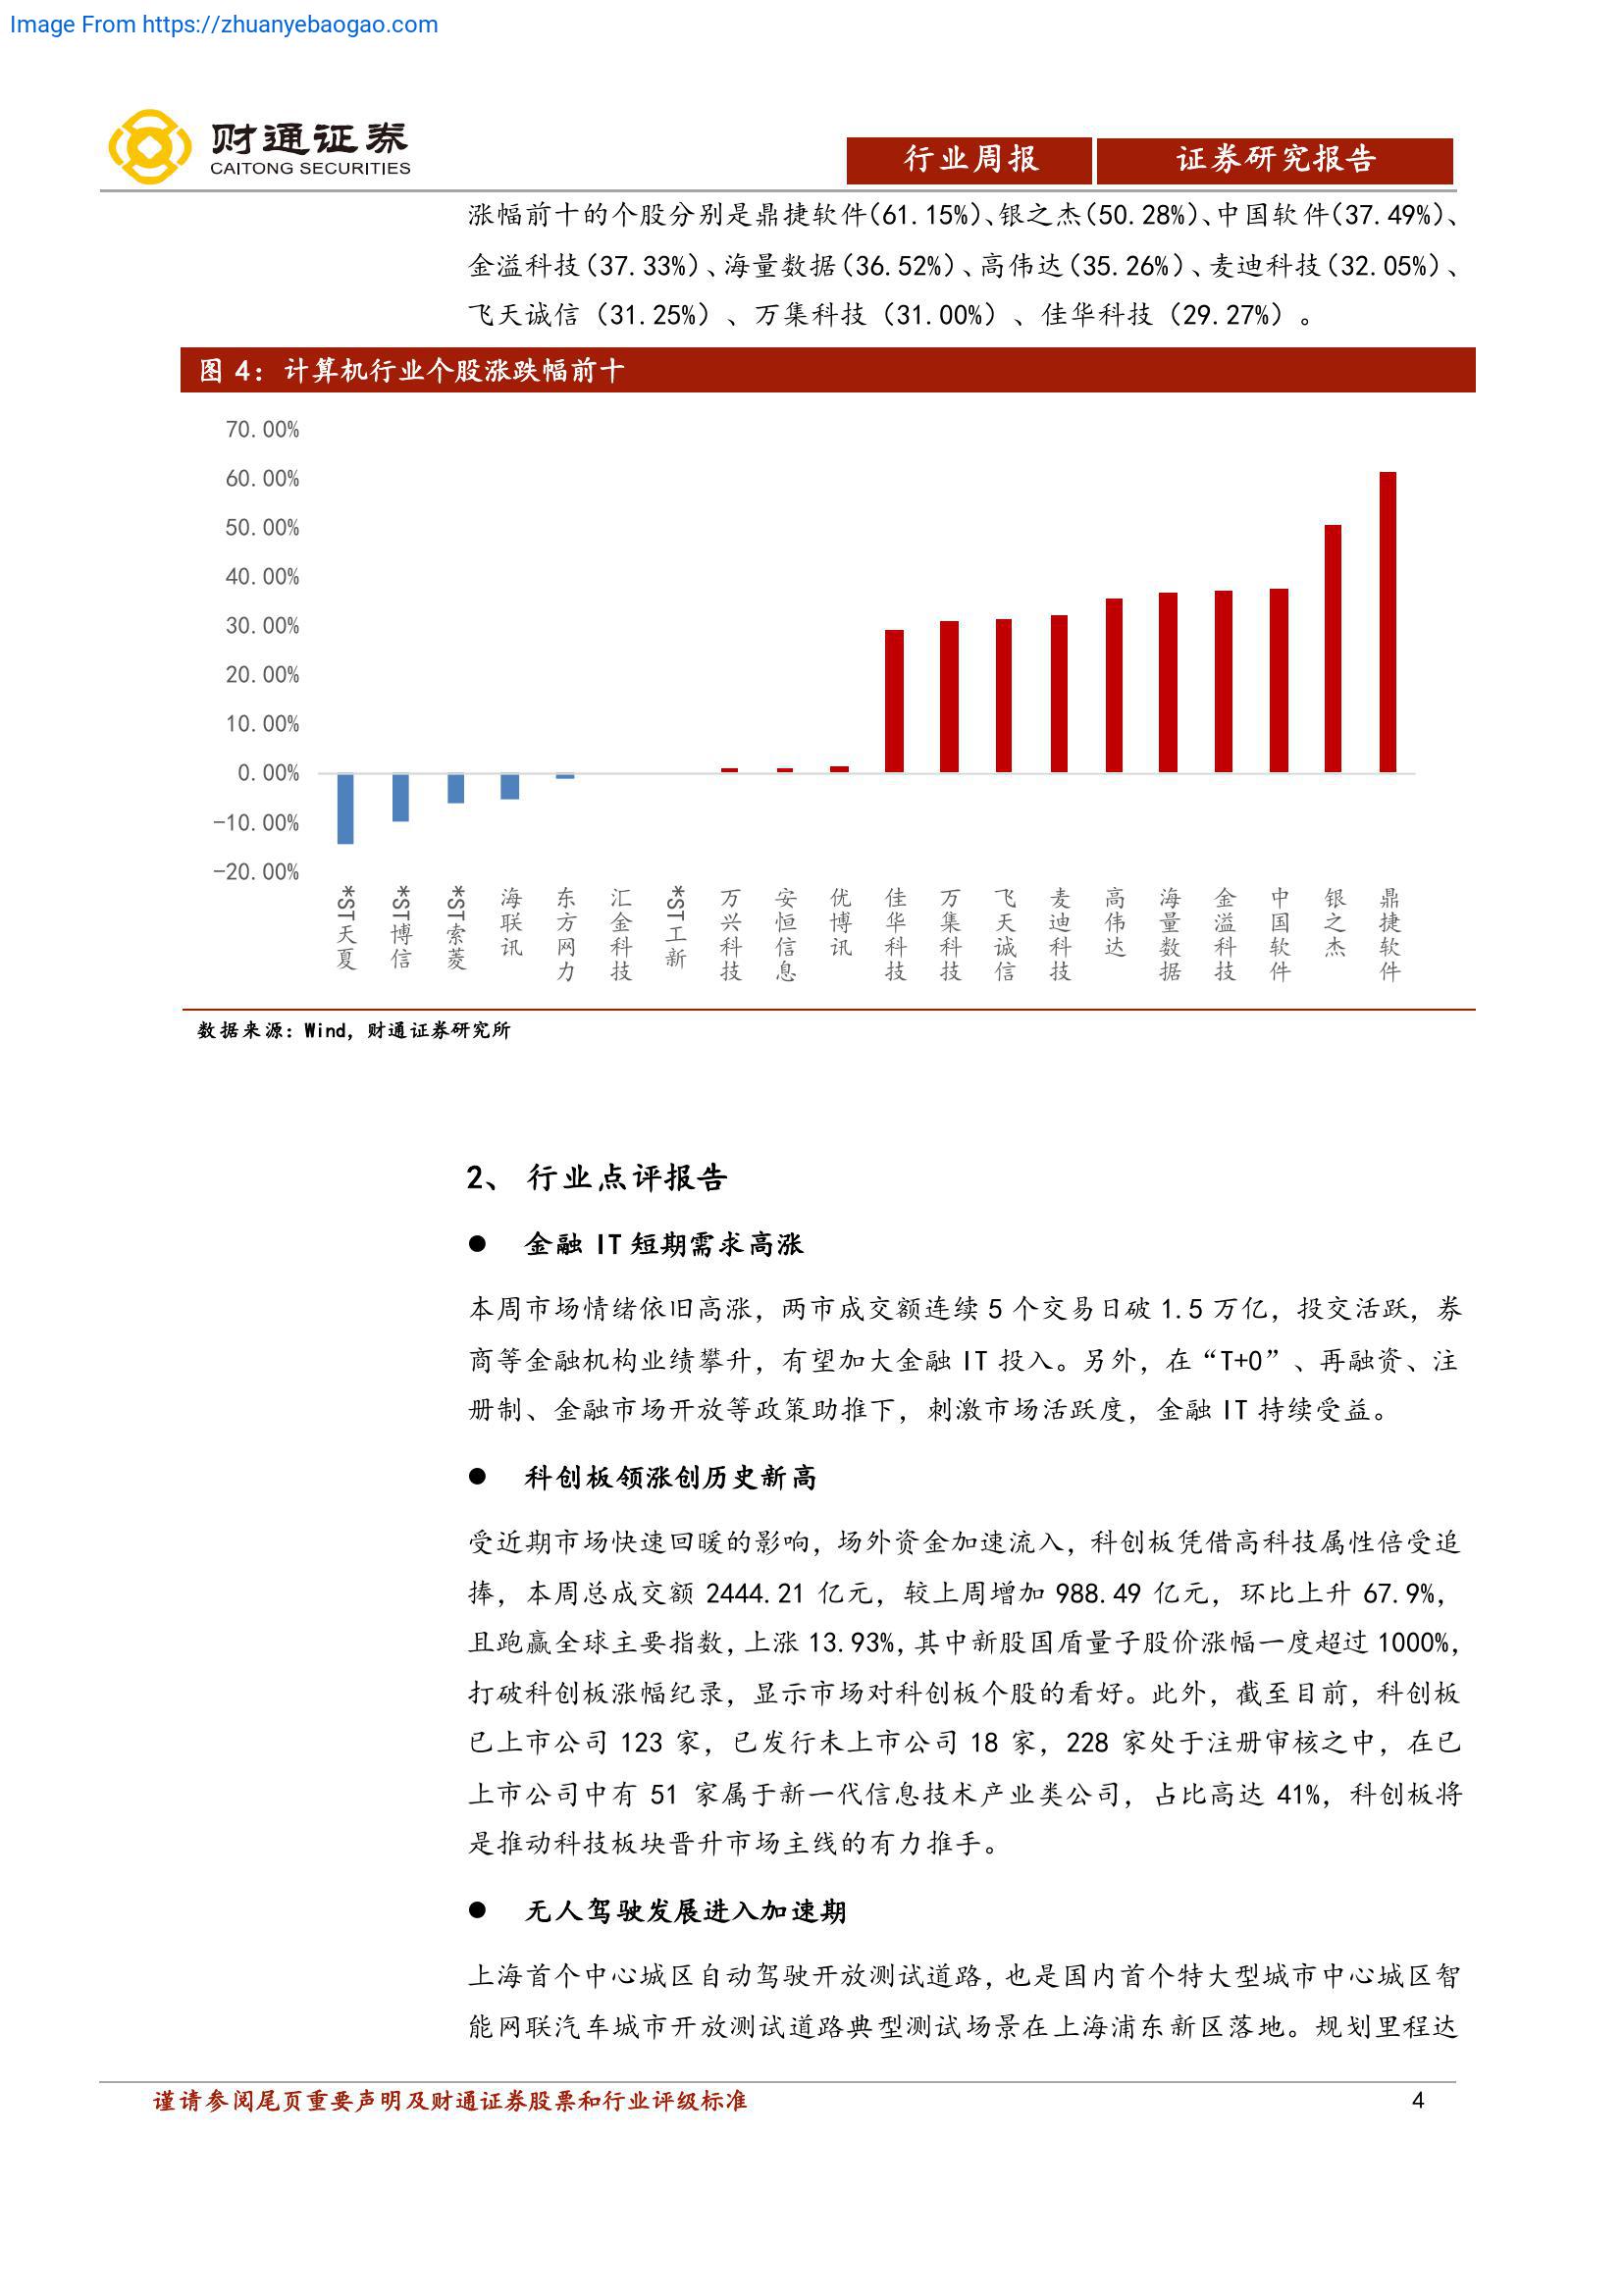 Image From https://zhuanyebaogao.com
财通证券
CAITONG SECURITIES
行业周报
证券研究报告
涨幅前十的个股分别是鼎捷软件(61.15%)、银之杰(50.28%)、中国软件(37.49%)、
金溢科技(37.33%)、海量数据(36.52%)、高伟达(35.26%)、麦迪科技(32.05%)、
飞天诚信（31.25%）、万集科技（31.00%）、佳华科技（29.27%）。
图 4：计算机行业个股涨跌幅前十
70.00%
60.00%
50.00%
40.00%
30.00%
20.00%
10.00%
0.00%
-10.00%
-20.00%
*ST天夏
*ST博信
*ST索菱
海联讯
东方网力
汇金科技
*ST工新
万兴科技
安恒信息
优博讯
佳华科技
万集科技
飞天诚信
麦迪科技
高伟达
海量数据
金溢科技
中国软件
银之杰
鼎捷软件
数据来源：Wind，财通证券研究所
2、 行业点评报告
● 金融 IT 短期需求高涨
本周市场情绪依旧高涨，两市成交额连续 5 个交易日破 1.5 万亿，投交活跃，券
商等金融机构业绩攀升，有望加大金融 IT 投入。另外，在“T+0”、再融资、注
册制、金融市场开放等政策助推下，刺激市场活跃度，金融 IT 持续受益。
● 科创板领涨创历史新高
受近期市场快速回暖的影响，场外资金加速流入，科创板凭借高科技属性倍受追
捧，本周总成交额 2444.21 亿元，较上周增加 988.49 亿元，环比上升 67.9%，
且跑赢全球主要指数，上涨 13.93%，其中新股国盾量子股价涨幅一度超过 1000%，
打破科创板涨幅纪录，显示市场对科创板个股的看好。此外，截至目前，科创板
已上市公司 123 家，已发行未上市公司 18 家，228 家处于注册审核之中，在已
上市公司中有 51 家属于新一代信息技术产业类公司，占比高达 41%，科创板将
是推动科技板块晋升市场主线的有力推手。
● 无人驾驶发展进入加速期
上海首个中心城区自动驾驶开放测试道路，也是国内首个特大型城市中心城区智
能网联汽车城市开放测试道路典型测试场景在上海浦东新区落地。规划里程达
谨请参阅尾页重要声明及财通证券股票和行业评级标准
4